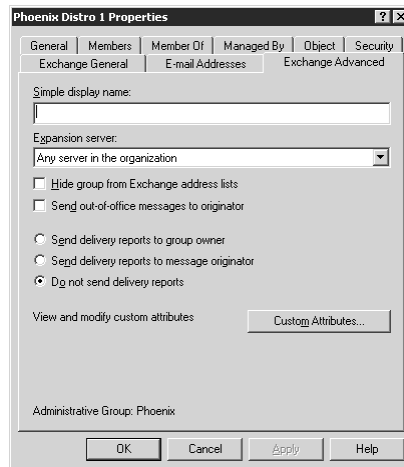 Phoenix Distro 1 Properties
General Members Member Of Managed By Object Security
Exchange General E-mail Addresses Exchange Advanced
Simple display name:
Expansion server:
Any server in the organization
Hide group from Exchange address lists
Send out-of-office messages to originator
Send delivery reports to group owner
Send delivery reports to message originator
Do not send delivery reports
View and modify custom attributes Custom Attributes...
Administrative Group: Phoenix
OK Cancel Apply Help